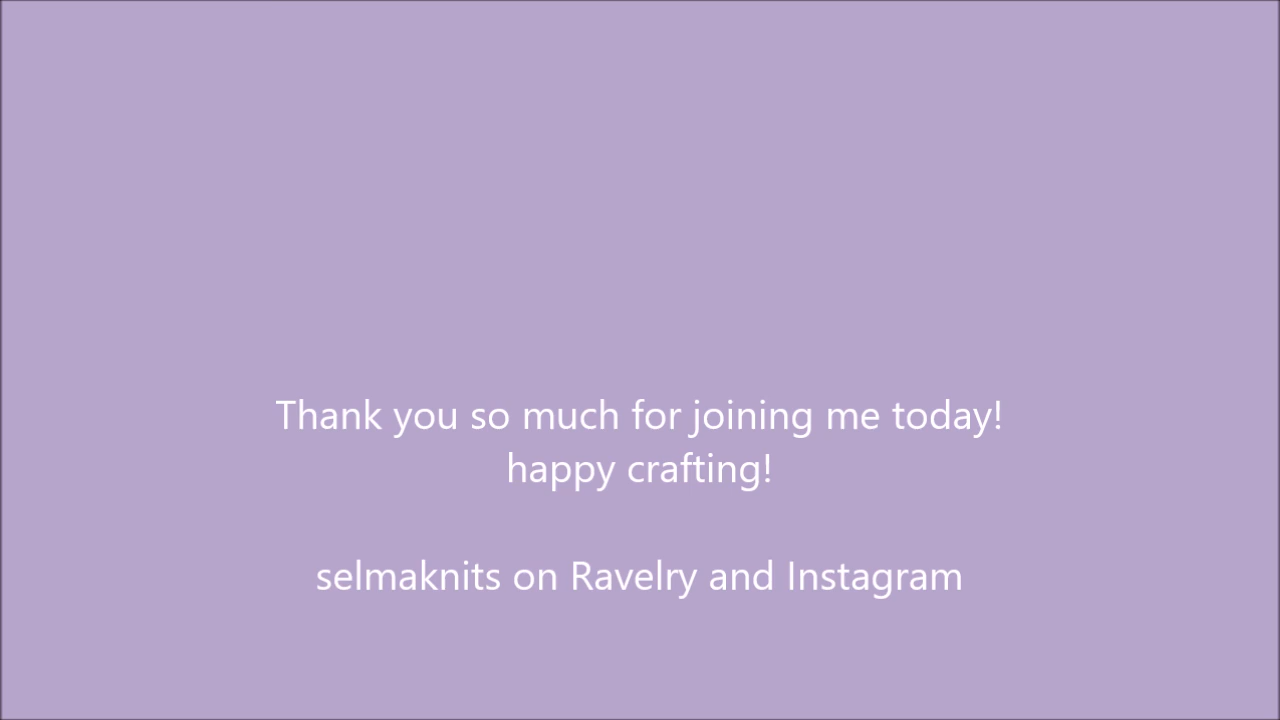 Thank you so much for joining me today!
happy crafting!
selmaknits on Ravelry and Instagram